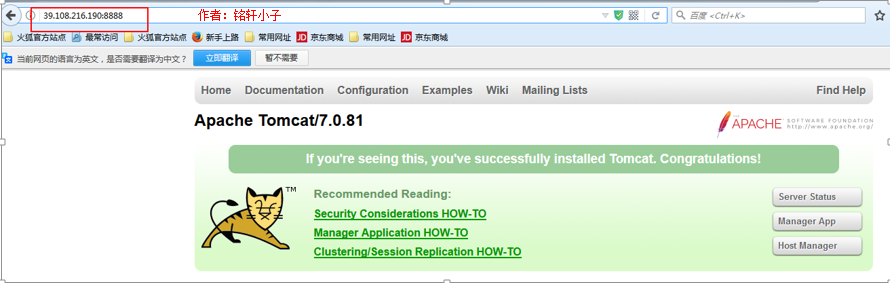 39.108.216.190:8888
作者：铭轩小子
百度 <Ctrl+K>
火狐官方站点 最常访问 火狐官方站点 新手上路 常用网址 JD 京东商城 常用网址 JD 京东商城
当前网页的语言为英文，是否需要翻译为中文？ 立即翻译 暂不需要
Home Documentation Configuration Examples Wiki Mailing Lists Find Help
Apache Tomcat/7.0.81
APACHE SOFTWARE FOUNDATION
http://www.apache.org/
If you're seeing this, you've successfully installed Tomcat. Congratulations!
TM
Recommended Reading:
Security Considerations HOW-TO
Manager Application HOW-TO
Clustering/Session Replication HOW-TO
Server Status
Manager App
Host Manager